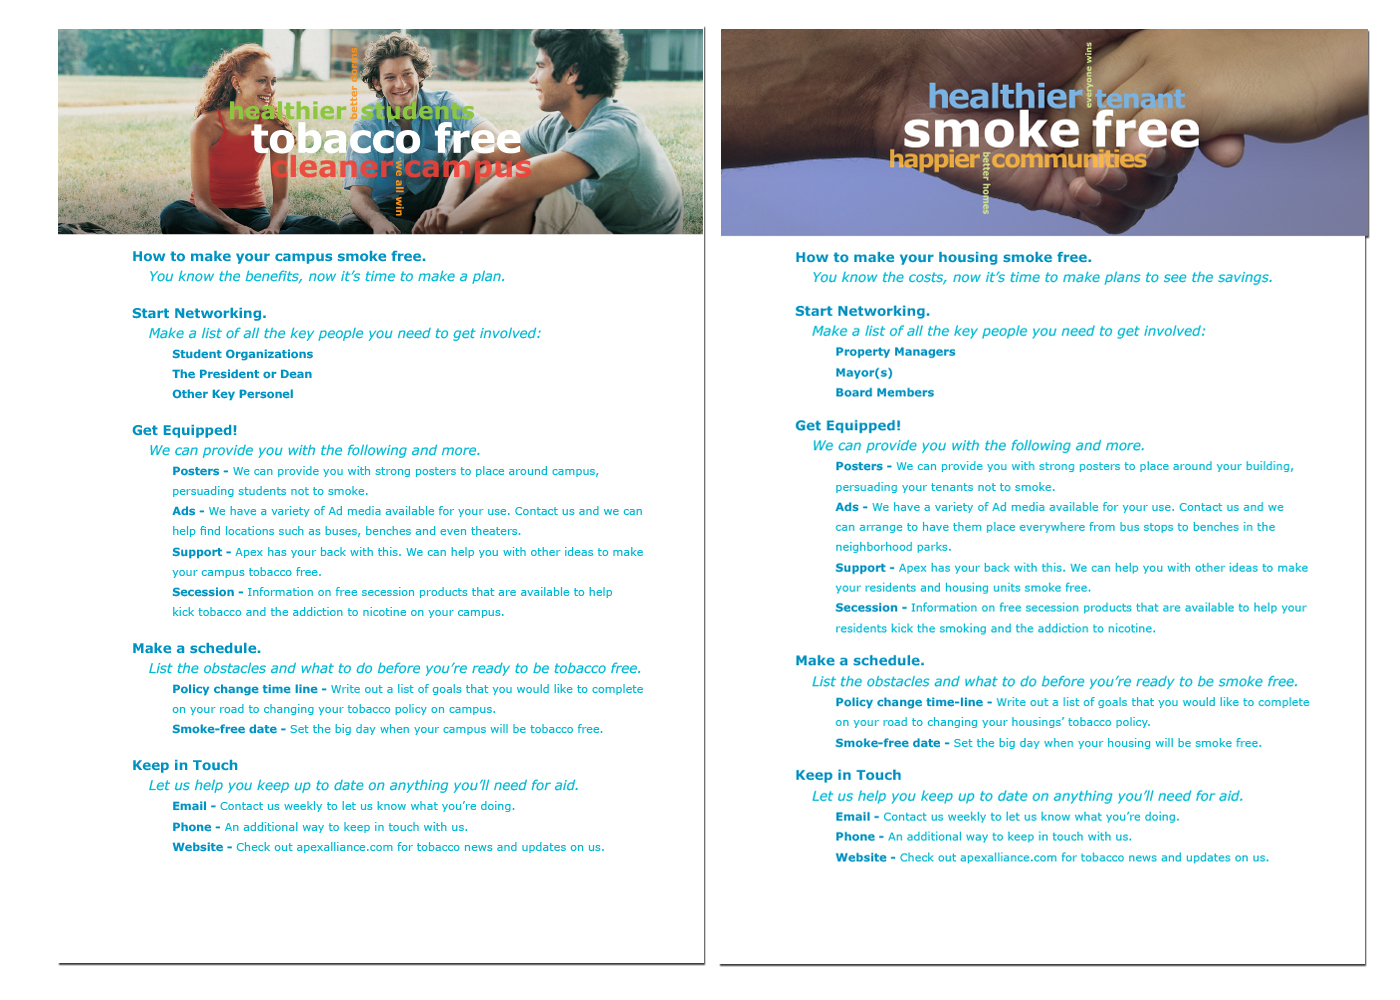 better comm
healthier students
tobacco free
cleaner campus
we all win
How to make your campus smoke free.
You know the benefits, now it’s time to make a plan.
Start Networking.
Make a list of all the key people you need to get involved:
Student Organizations
The President or Dean
Other Key Personel
Get Equipped!
We can provide you with the following and more.
Posters - We can provide you with strong posters to place around campus,
persuading students not to smoke.
Ads - We have a variety of Ad media available for your use. Contact us and we can
help find locations such as buses, benches and even theaters.
Support - Apex has your back with this. We can help you with other ideas to make
your campus tobacco free.
Secession - Information on free secession products that are available to help
kick tobacco and the addiction to nicotine on your campus.
Make a schedule.
List the obstacles and what to do before you’re ready to be tobacco free.
Policy change time line - Write out a list of goals that you would like to complete
on your road to changing your tobacco policy on campus.
Smoke-free date - Set the big day when your campus will be tobacco free.
Keep in Touch
Let us help you keep up to date on anything you’ll need for aid.
Email - Contact us weekly to let us know what you’re doing.
Phone - An additional way to keep in touch with us.
Website - Check out apexalliance.com for tobacco news and updates on us.
everyone wins
healthier tenant
smoke free
happier communities
better homes
How to make your housing smoke free.
You know the costs, now it’s time to make plans to see the savings.
Start Networking.
Make a list of all the key people you need to get involved:
Property Managers
Mayor(s)
Board Members
Get Equipped!
We can provide you with the following and more.
Posters - We can provide you with strong posters to place around your building,
persuading your tenants not to smoke.
Ads - We have a variety of Ad media available for your use. Contact us and we
can arrange to have them place everywhere from bus stops to benches in the
neighborhood parks.
Support - Apex has your back with this. We can help you with other ideas to make
your residents and housing units smoke free.
Secession - Information on free secession products that are available to help your
residents kick the smoking and the addiction to nicotine.
Make a schedule.
List the obstacles and what to do before you’re ready to be smoke free.
Policy change time-line - Write out a list of goals that you would like to complete
on your road to changing your housings’ tobacco policy.
Smoke-free date - Set the big day when your housing will be smoke free.
Keep in Touch
Let us help you keep up to date on anything you’ll need for aid.
Email - Contact us weekly to let us know what you’re doing.
Phone - An additional way to keep in touch with us.
Website - Check out apexalliance.com for tobacco news and updates on us.